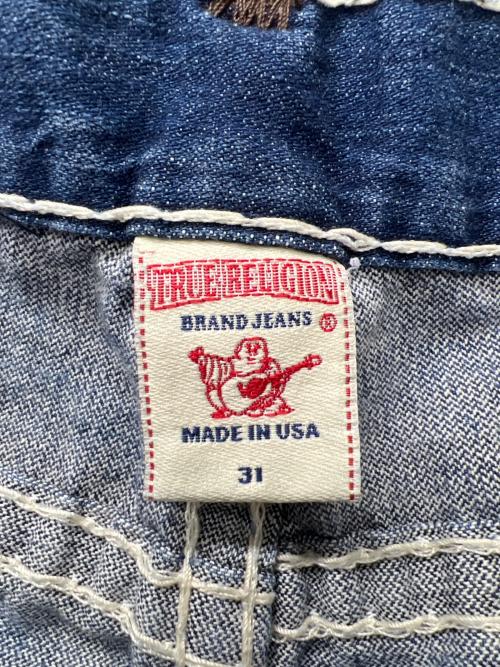 TRUE RELIGION
BRAND JEANS ®
MADE IN USA
31